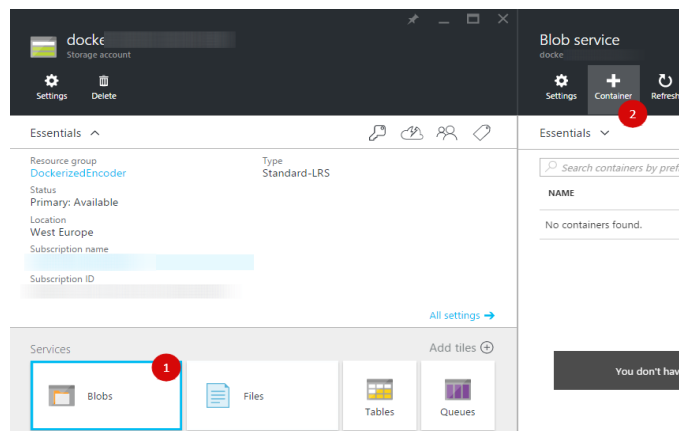 docke
Storage account
Settings
Delete
Essentials
Resource group
DockerizedEncoder
Type
Standard-LRS
Status
Primary: Available
Location
West Europe
Subscription name
Subscription ID
All settings
Services
Add tiles
1
Blobs
Files
Tables
Queues
Blob service
docke
Settings
Container
Refresh
2
Essentials
Search containers by pref
NAME
No containers found.
You don't hav